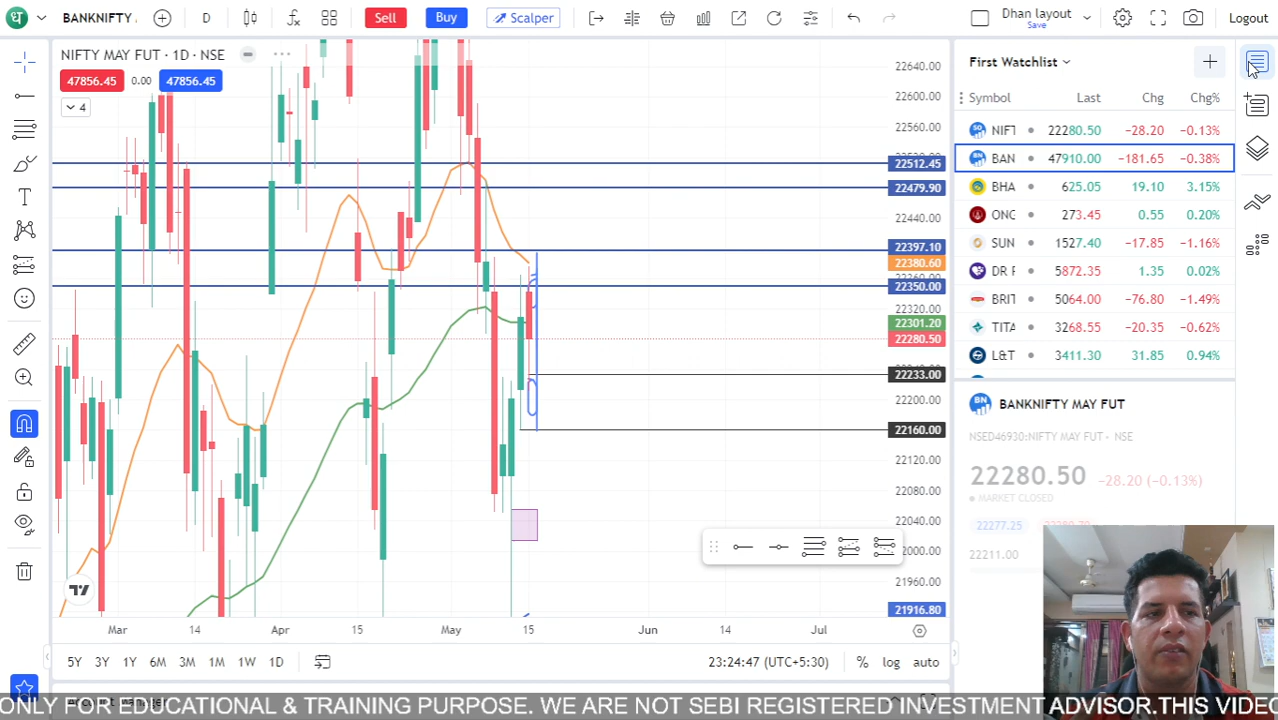 ध
BANKNIFTY
D
Sell
Buy
Scalper
Dhan layout
Save
Logout
NIFTY MAY FUT · 1D · NSE
47856.45 0.00 47856.45
4
22640.00
22600.00
22560.00
22512.45
22479.90
22440.00
22397.10
22380.60
22350.00
22320.00
22301.20
22280.50
22233.00
22200.00
22160.00
22120.00
22080.00
22040.00
22000.00
21960.00
21916.80
Mar 14 Apr 15 May 15 Jun 14 Jul
5Y 3Y 1Y 6M 3M 1M 1W 1D
23:24:47 (UTC+5:30) % log auto
First Watchlist
Symbol Last Chg Chg%
NIFT 22280.50 −28.20 −0.13%
BAN 47910.00 −181.65 −0.38%
BHA 625.05 19.10 3.15%
ONC 273.45 0.55 0.20%
SUN 1527.40 −17.85 −1.16%
DR F 5872.35 1.35 0.02%
BRIT 5064.00 −76.80 −1.49%
TITA 3268.55 −20.35 −0.62%
L&T 3411.30 31.85 0.94%
BANKNIFTY MAY FUT
NSED46930:NIFTY MAY FUT · NSE
22280.50 −28.20 (−0.13%)
MARKET CLOSED
22277.25
22211.00
ONLY FOR EDUCATIONAL & TRAINING PURPOSE. WE ARE NOT SEBI REGISTERED INVESTMENT ADVISOR.THIS VIDEO